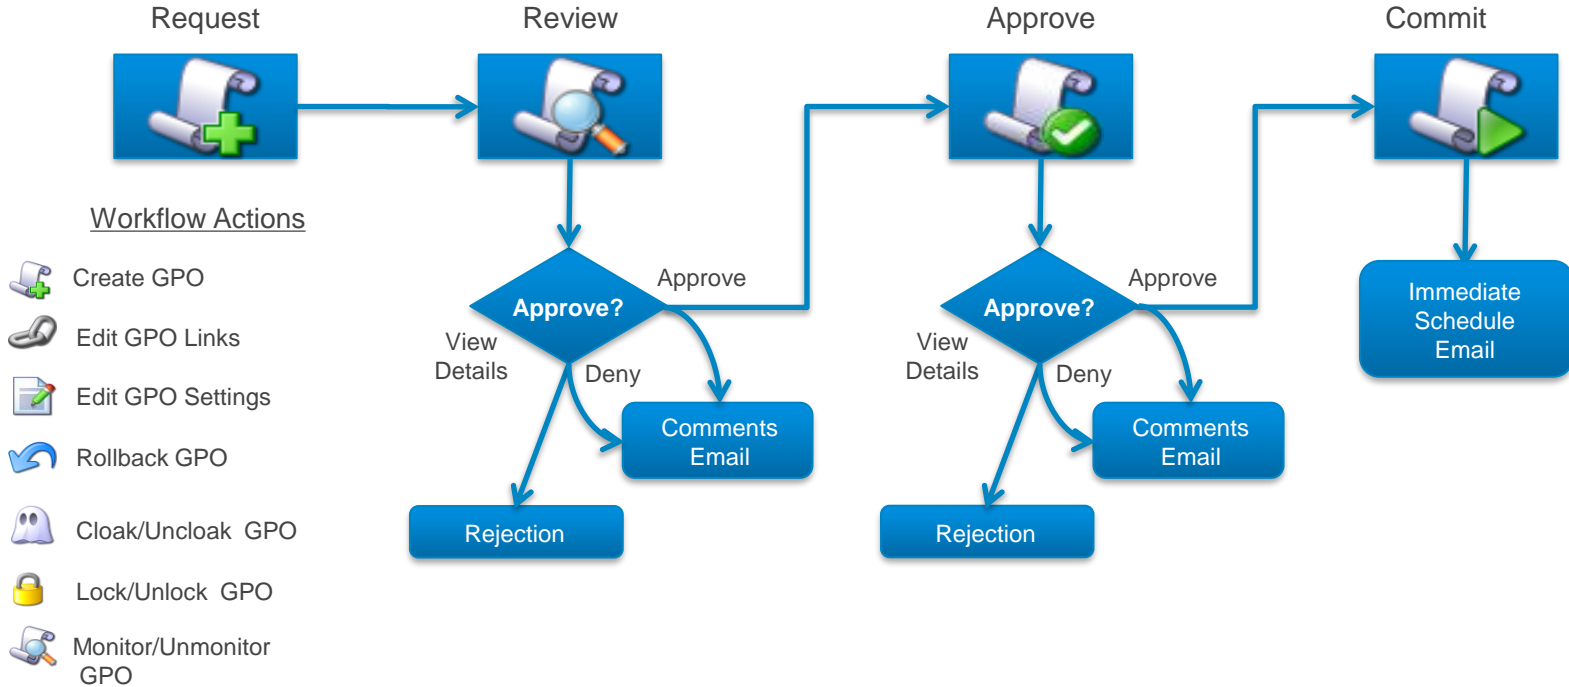 Request
Review
Approve
Commit
Workflow Actions
Create GPO
Edit GPO Links
Edit GPO Settings
Rollback GPO
Cloak/Uncloak  GPO
Lock/Unlock  GPO
Monitor/Unmonitor
GPO
Approve?
Approve
View
Details
Deny
Comments
Email
Rejection
Approve?
Approve
View
Details
Deny
Comments
Email
Rejection
Immediate
Schedule
Email